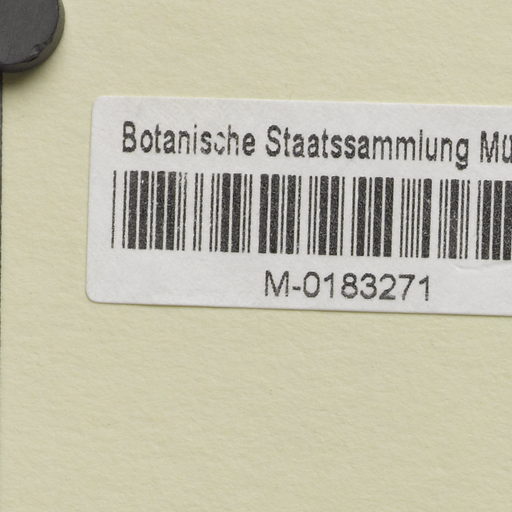 Botanische Staatssammlung Mü
M-0183271